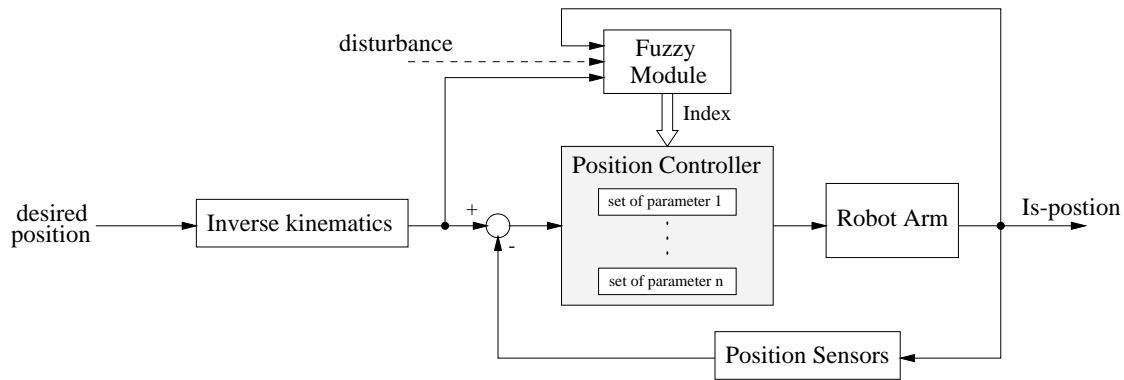 disturbance
Fuzzy
Module
Index
Position Controller
set of parameter 1
set of parameter n
desired
position
Inverse kinematics
+
-
Robot Arm
Is-postion
Position Sensors